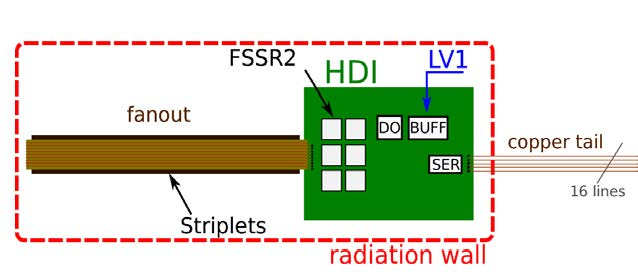 FSSR2
LV1
HDI
fanout
DO
BUFF
copper tail
SER
16 lines
Striplets
radiation wall